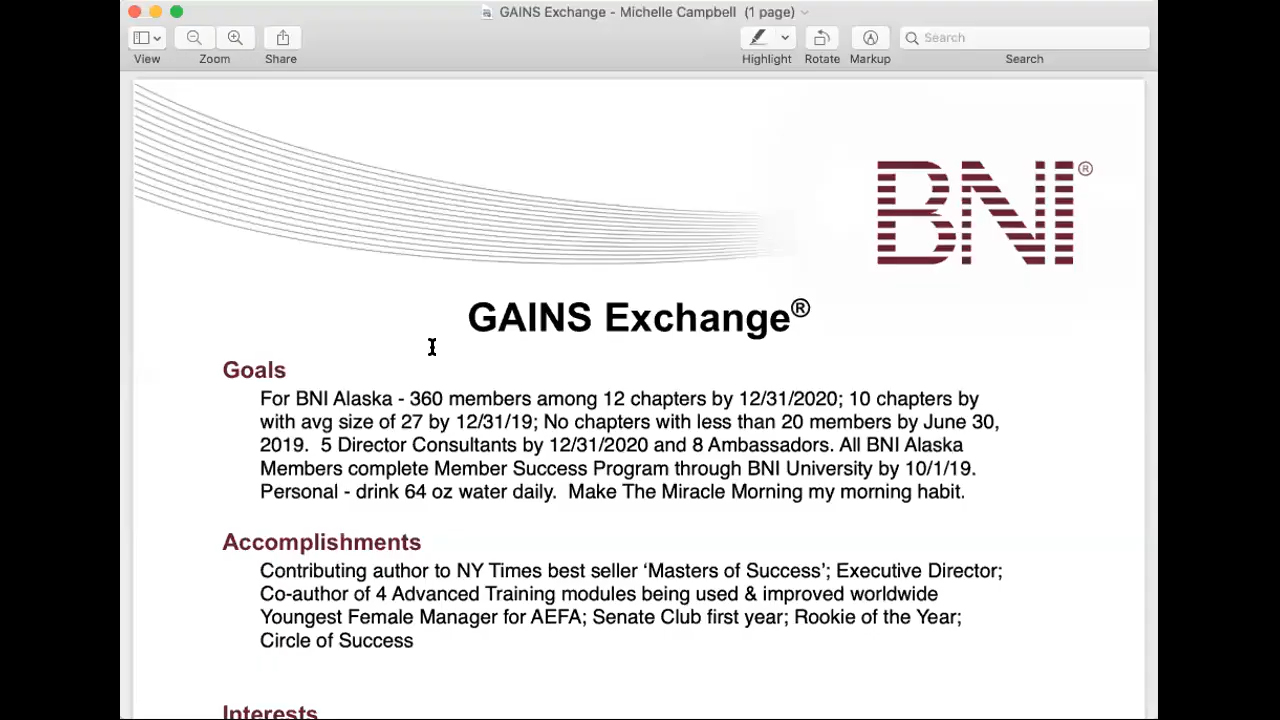 GAINS Exchange - Michelle Campbell (1 page)
Search
View
Zoom
Share
Highlight
Rotate
Markup
Search
BNI®
GAINS Exchange®
Goals
For BNI Alaska - 360 members among 12 chapters by 12/31/2020; 10 chapters by
with avg size of 27 by 12/31/19; No chapters with less than 20 members by June 30,
2019. 5 Director Consultants by 12/31/2020 and 8 Ambassadors. All BNI Alaska
Members complete Member Success Program through BNI University by 10/1/19.
Personal - drink 64 oz water daily. Make The Miracle Morning my morning habit.
Accomplishments
Contributing author to NY Times best seller ‘Masters of Success’; Executive Director;
Co-author of 4 Advanced Training modules being used & improved worldwide
Youngest Female Manager for AEFA; Senate Club first year; Rookie of the Year;
Circle of Success
Interests